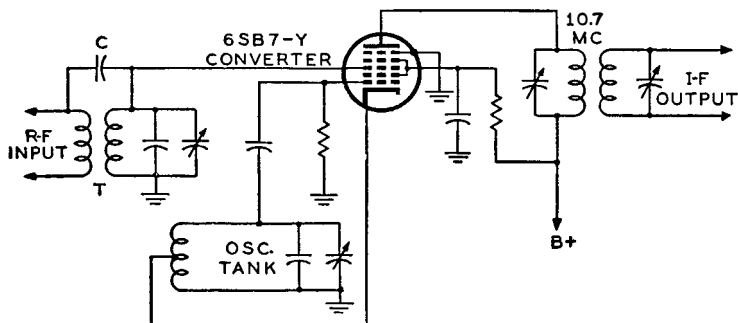 C
6SB7-Y
CONVERTER
10.7
MC
R-F
INPUT
T
I-F
OUTPUT
OSC.
TANK
B+